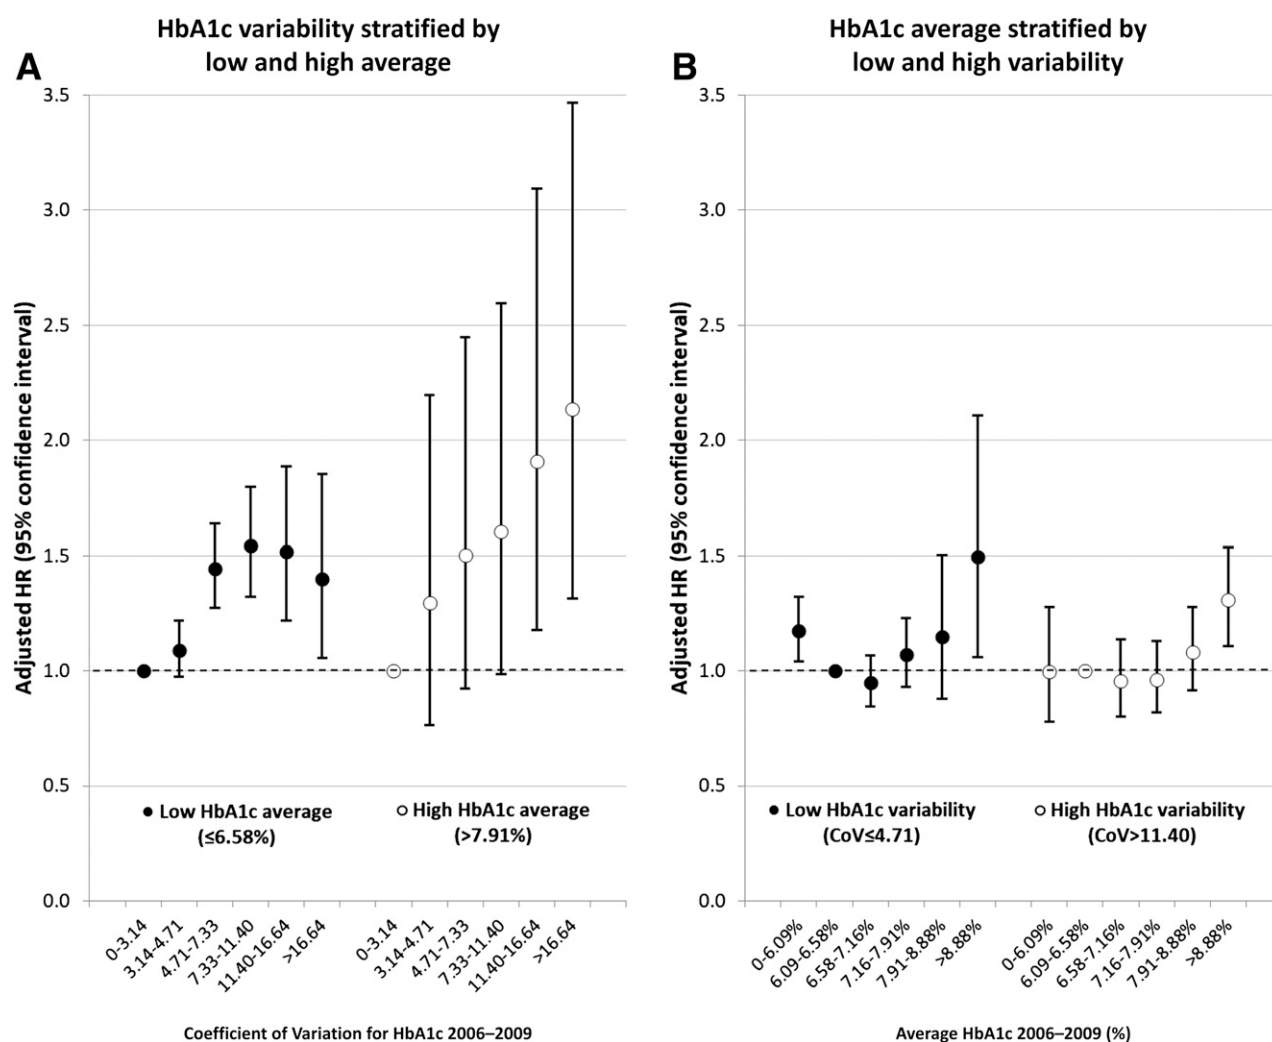 HbA1c variability stratified by
low and high average
A
3.5
3.0
2.5
2.0
1.5
1.0
0.5
0.0
Adjusted HR (95% confidence interval)
● Low HbA1c average
(≤6.58%)
○ High HbA1c average
(>7.91%)
0-3.14
3.14-4.71
4.71-7.33
7.33-11.40
11.40-16.64
>16.64
0-3.14
3.14-4.71
4.71-7.33
7.33-11.40
11.40-16.64
>16.64
Coefficient of Variation for HbA1c 2006–2009
HbA1c average stratified by
low and high variability
B
3.5
3.0
2.5
2.0
1.5
1.0
0.5
0.0
Adjusted HR (95% confidence interval)
● Low HbA1c variability
(CoV≤4.71)
○ High HbA1c variability
(CoV>11.40)
0-6.09%
6.09-6.58%
6.58-7.16%
7.16-7.91%
7.91-8.88%
>8.88%
0-6.09%
6.09-6.58%
6.58-7.16%
7.16-7.91%
7.91-8.88%
>8.88%
Average HbA1c 2006–2009 (%)